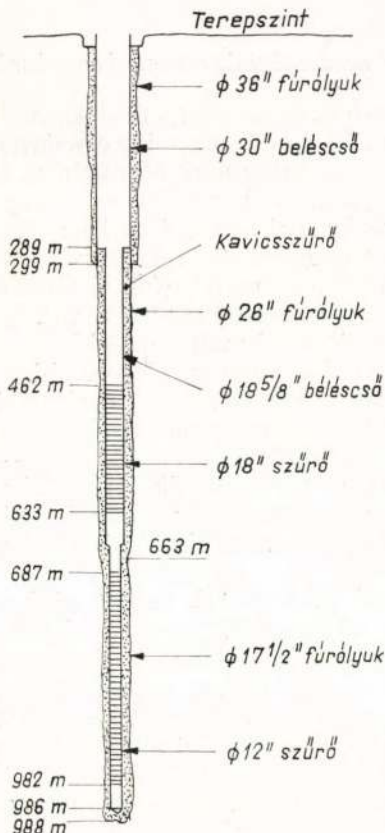 Terepszint
ϕ 36" fúrólyuk
ϕ 30" beléscső
289 m
299 m
Kavicsszűrő
ϕ 26" fúrólyuk
462 m
ϕ 18 5/8" béléscső
ϕ 18" szűrő
633 m
663 m
687 m
ϕ 17 1/2" fúrólyuk
ϕ 12" szűrő
982 m
986 m
988 m